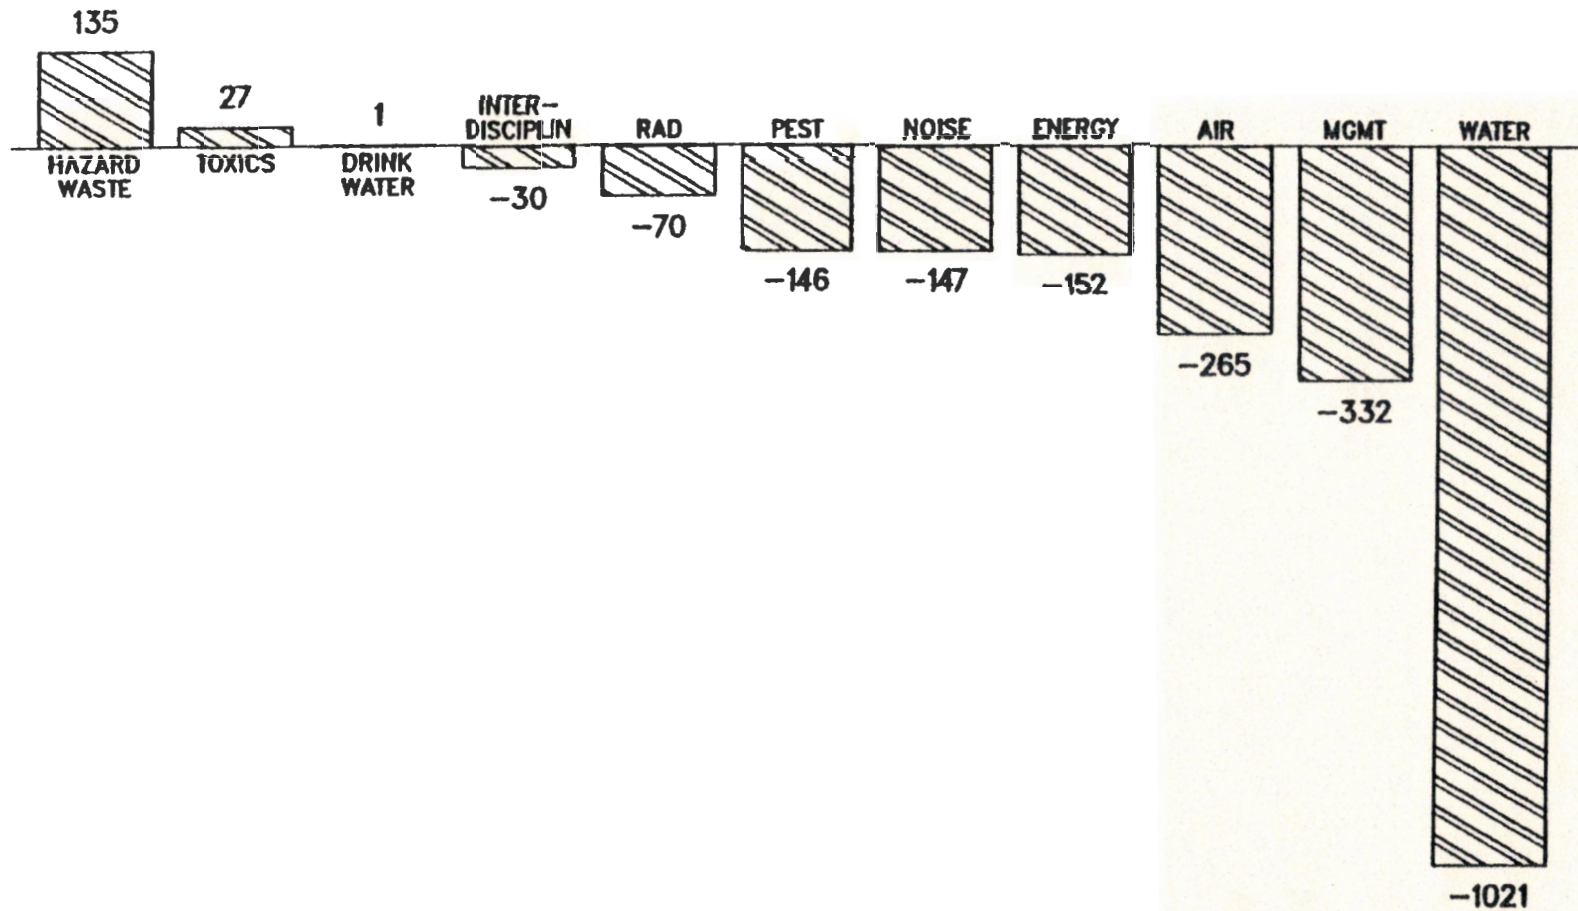 135
27
1
INTER-
DISCIPLIN
RAD
PEST
NOISE
ENERGY
AIR
MGMT
WATER
HAZARD
WASTE
TOXICS
DRINK
WATER
-30
-70
-146
-147
-152
-265
-332
-1021